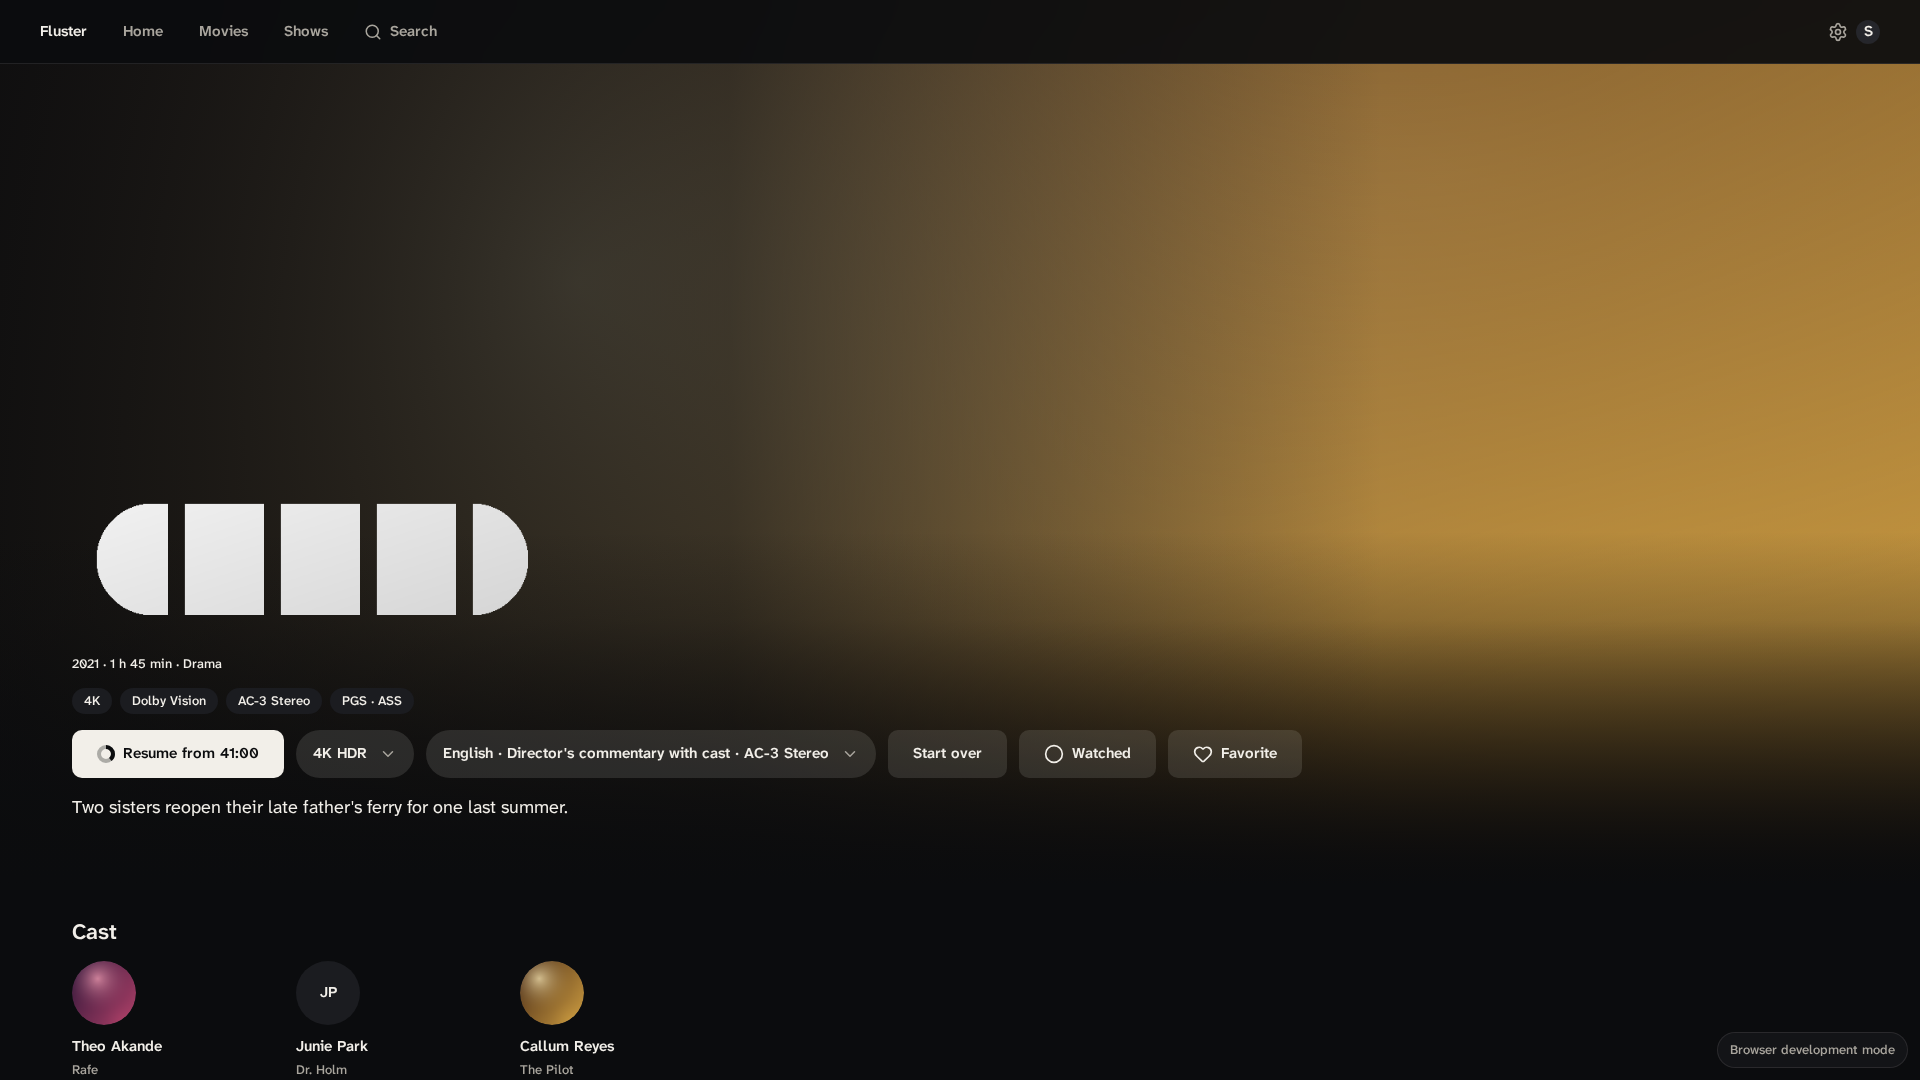 Fluster Home Movies Shows Search S
2021 · 1 h 45 min · Drama
4K Dolby Vision AC-3 Stereo PGS · ASS
Resume from 41:00 4K HDR English · Director's commentary with cast · AC-3 Stereo Start over Watched Favorite
Two sisters reopen their late father's ferry for one last summer.
Cast
JP
Theo Akande Junie Park Callum Reyes
Rafe Dr. Holm The Pilot
Browser development mode